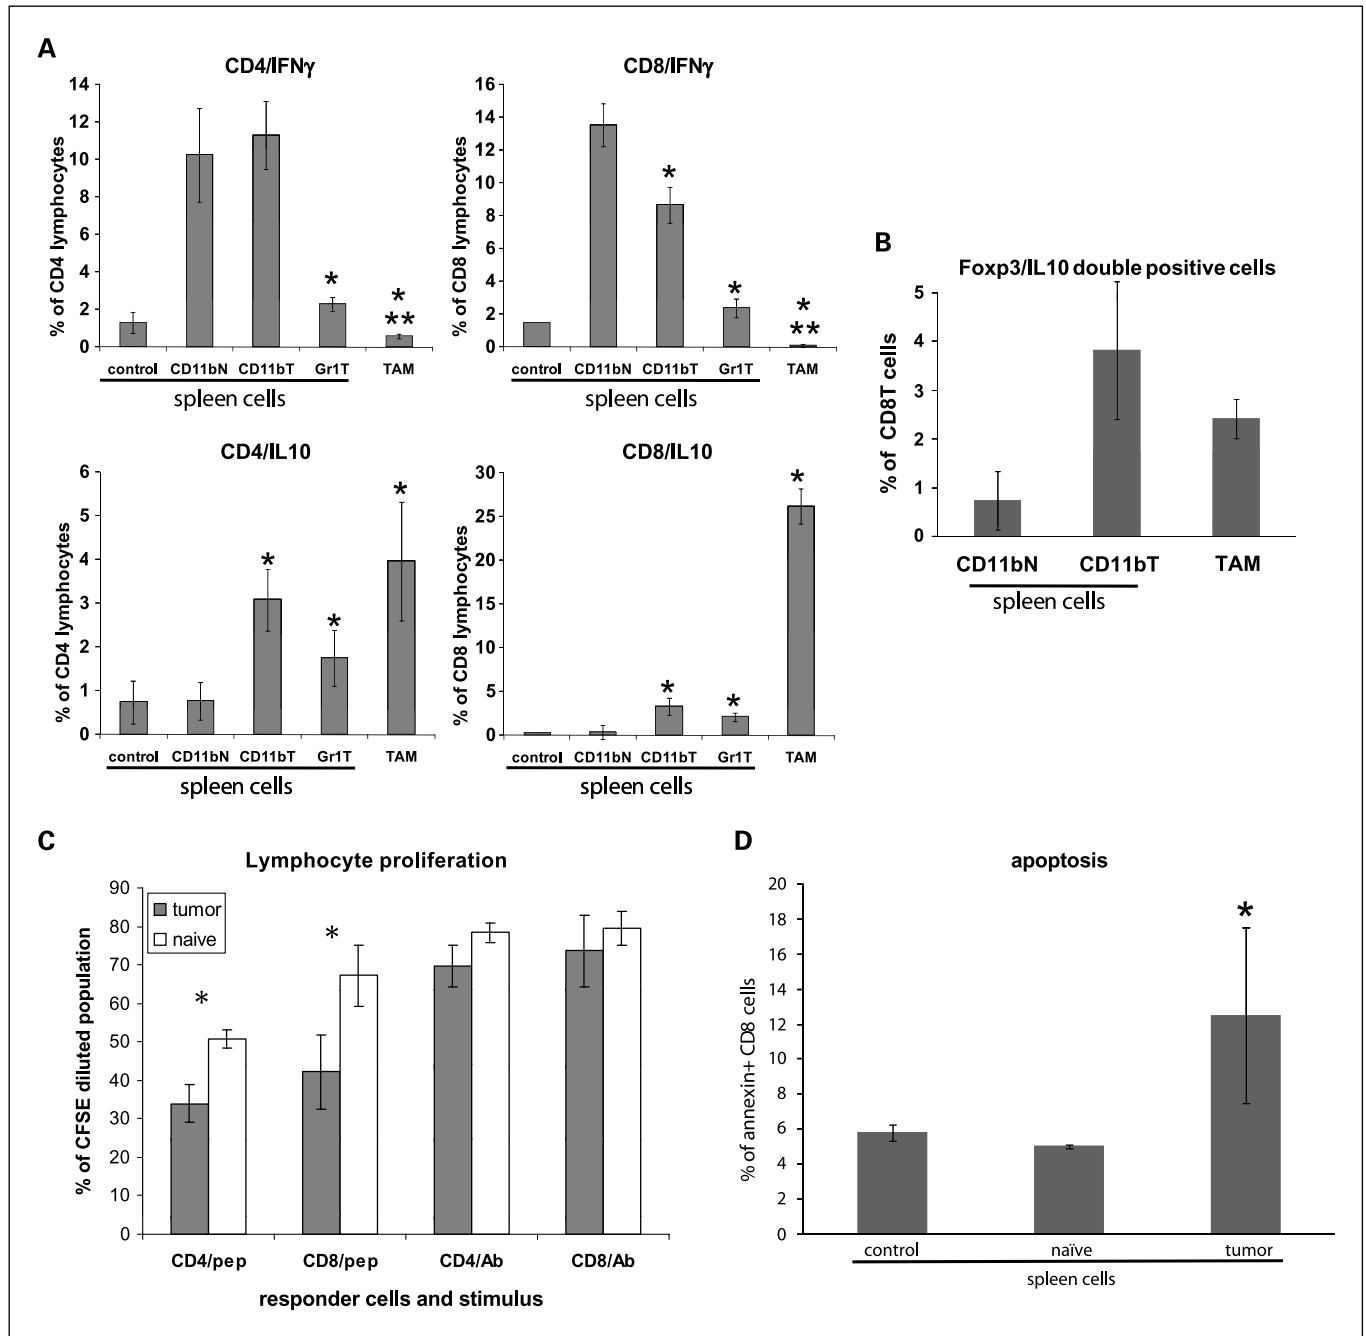 A
CD4/IFNγ
% of CD4 lymphocytes
14
12
10
8
6
4
2
0
*
*
**
control CD11bN CD11bT Gr1T TAM
spleen cells
CD8/IFNγ
% of CD8 lymphocytes
16
14
12
10
8
6
4
2
0
*
*
*
**
control CD11bN CD11bT Gr1T TAM
spleen cells
CD4/IL10
% of CD4 lymphocytes
6
5
4
3
2
1
0
*
*
*
control CD11bN CD11bT Gr1T TAM
spleen cells
CD8/IL10
% of CD8 lymphocytes
30
25
20
15
10
5
0
*
*
*
control CD11bN CD11bT Gr1T TAM
spleen cells
B
Foxp3/IL10 double positive cells
% of CD8T cells
5
4
3
2
1
0
CD11bN CD11bT TAM
spleen cells
C
Lymphocyte proliferation
% of CFSE diluted population
90
80
70
60
50
40
30
20
10
0
tumor
naive
*
*
CD4/pep CD8/pep CD4/Ab CD8/Ab
responder cells and stimulus
D
apoptosis
% of annexin+ CD8 cells
20
18
16
14
12
10
8
6
4
2
0
*
control naïve tumor
spleen cells